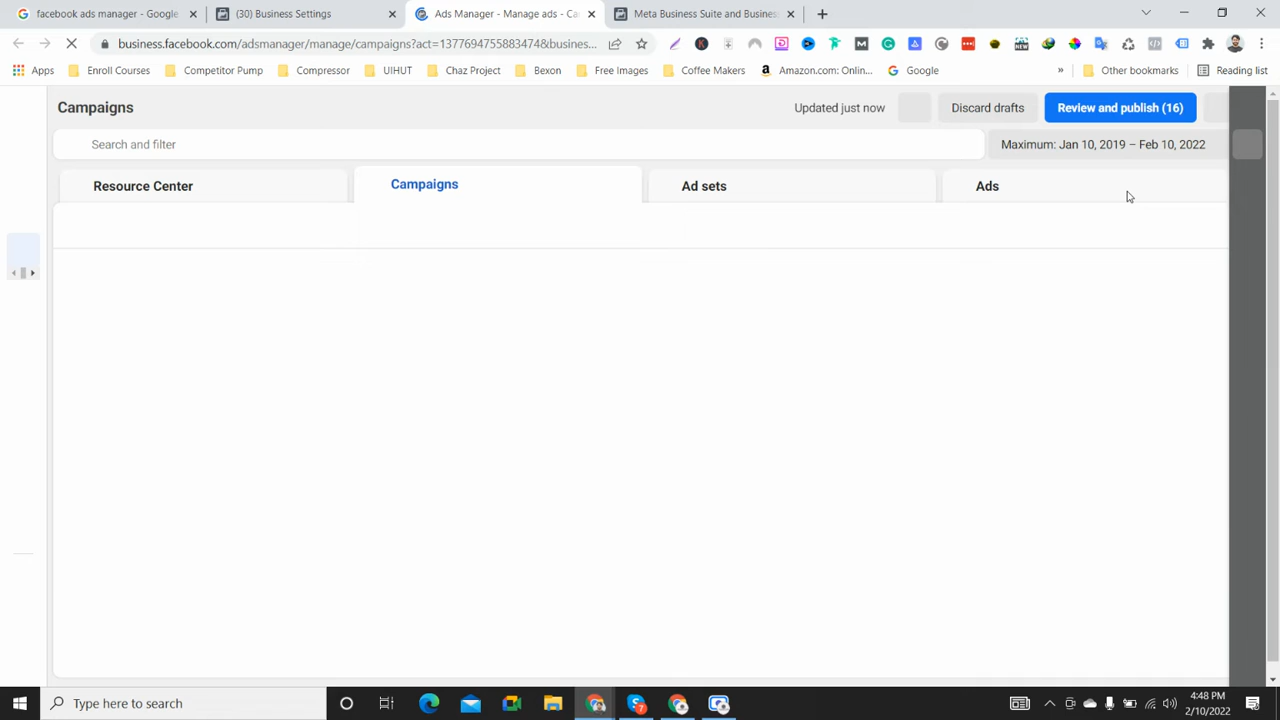 facebook ads manager - Google
(30) Business Settings
Ads Manager - Manage ads - Ca
Meta Business Suite and Busines
business.facebook.com/adsmanager/manage/campaigns?act=1377694755883474&busines...
Apps
Enroll Courses
Competitor Pump
Compressor
UIHUT
Chaz Project
Bexon
Free Images
Coffee Makers
Amazon.com: Onlin...
Google
»
Other bookmarks
Reading list
Campaigns
Updated just now
Discard drafts
Review and publish (16)
Search and filter
Maximum: Jan 10, 2019 – Feb 10, 2022
Resource Center
Campaigns
Ad sets
Ads
Type here to search
4:48 PM
2/10/2022